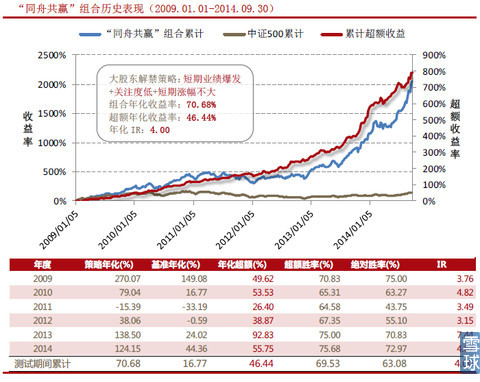 “同舟共赢”组合历史表现（2009.01.01-2014.09.30）
“同舟共赢”组合累计 中证500累计 累计超额收益
2500%
2000%
1500%
1000%
500%
0%
收益率
900%
800%
700%
600%
500%
400%
300%
200%
100%
0%
超额收益率
大股东解禁策略：短期业绩爆发
+关注度低+短期涨幅不大
组合年化收益率：70.68%
超额年化收益率：46.44%
年化 IR: 4.00
2009/01/05 2010/01/05 2011/01/05 2012/01/05 2013/01/05 2014/01/05
年度 策略年化(%) 基准年化(%) 年化超额(%) 超额胜率(%) 绝对胜率(%) IR
2009 270.07 149.08 49.62 70.83 75.00 3.76
2010 79.04 16.77 53.53 65.31 63.27 4.82
2011 -15.39 -33.19 26.40 64.58 43.75 3.49
2012 38.06 -0.59 38.87 67.35 55.10 3.15
2013 138.50 24.02 92.83 75.00 70.83
2014 124.15 44.36 55.75 75.68 72.97
测试期间累计 70.68 16.77 46.44 69.53 63.08
雪球